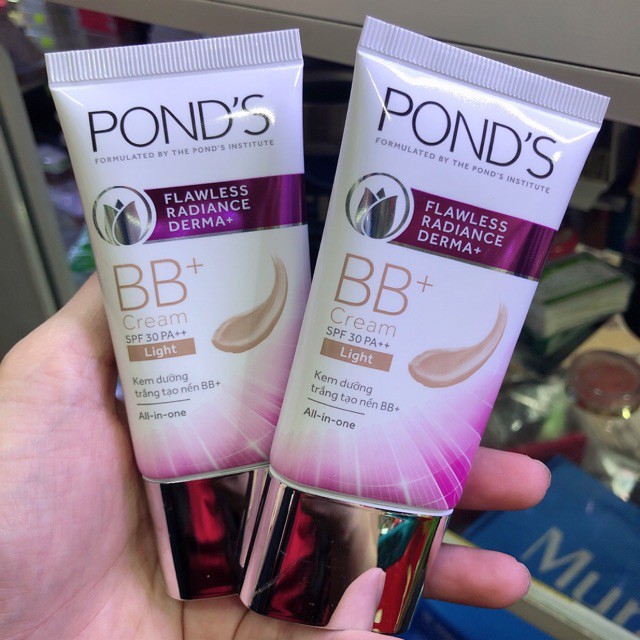 POND'S
FORMULATED BY THE POND'S INSTITUTE
FLAWLESS
RADIANCE
DERMA+
BB+
Cream
SPF 30 PA++
Light
Kem dưỡng
trắng tạo nền BB+
All-in-one
POND'S
FORMULATED BY THE POND'S INSTITUTE
FLAWLESS
RADIANCE
DERMA+
BB+
Cream
SPF 30 PA++
Light
Kem dưỡng
trắng tạo nền BB+
All-in-one